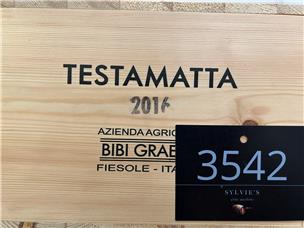 TESTAMATTA
2016
AZIENDA AGRIC
BIBI GRAE
FIESOLE - ITA
3542
SYLVIE'S